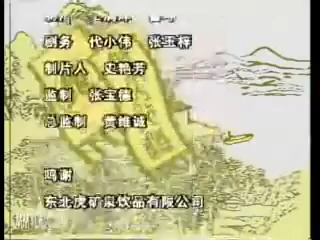 剧务 代小伟 张玉梓
制片人 史艳芳
监制 张宝德
总监制 黄维诚
鸣谢
东北虎矿泉饮品有限公司